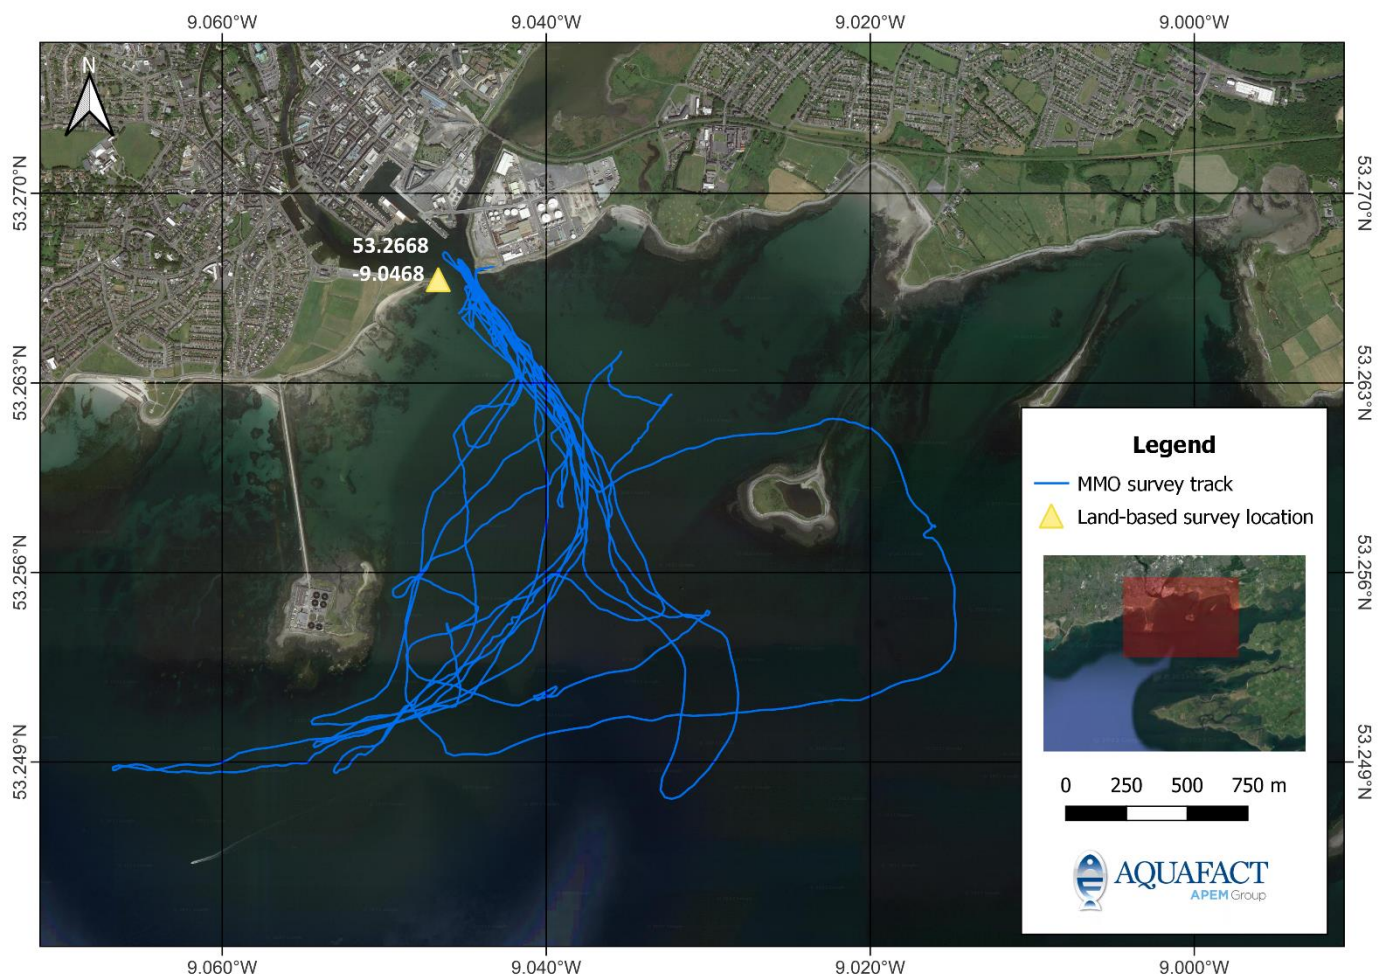 9.060°W 9.040°W 9.020°W 9.000°W
N
53.270°N 53.270°N
53.2668
-9.0468
53.263°N 53.263°N
Legend
MMO survey track
Land-based survey location
53.256°N 53.256°N
53.249°N 53.249°N
0 250 500 750 m
AQUAFACT
APEM Group
9.060°W 9.040°W 9.020°W 9.000°W